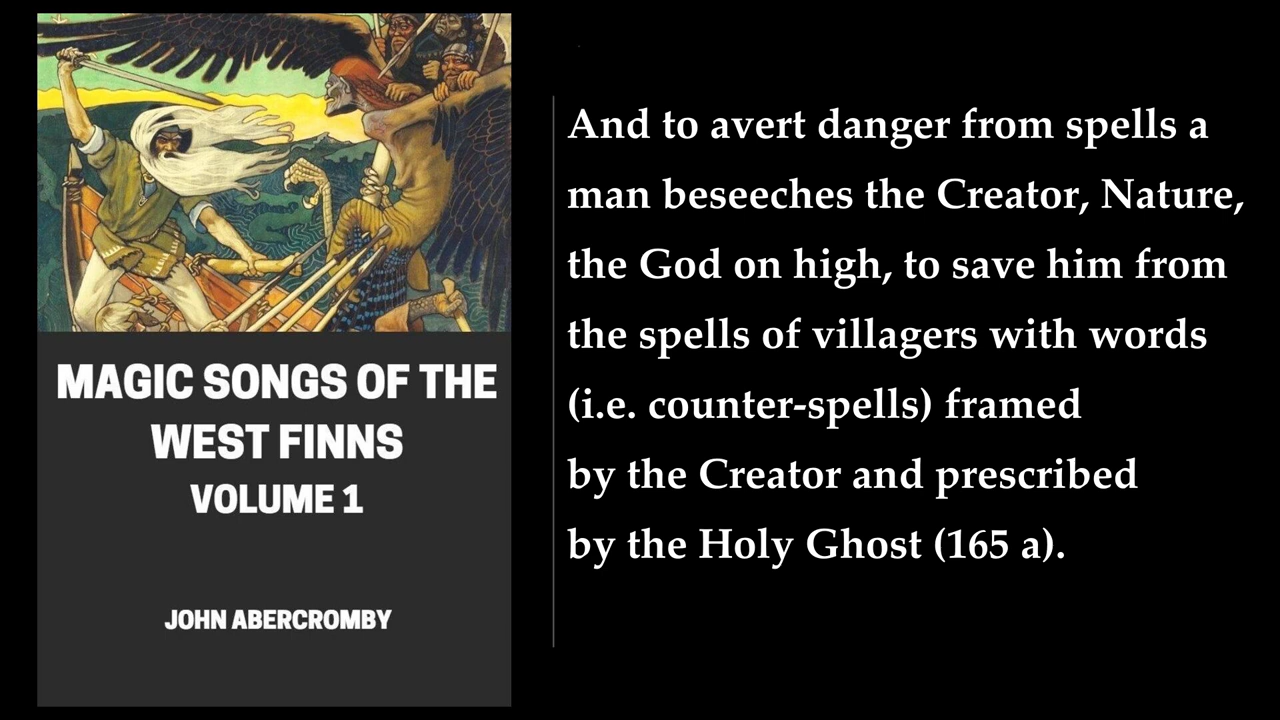 MAGIC SONGS OF THE
WEST FINNS
VOLUME 1
JOHN ABERCROMBY
And to avert danger from spells a
man beseeches the Creator, Nature,
the God on high, to save him from
the spells of villagers with words
(i.e. counter-spells) framed
by the Creator and prescribed
by the Holy Ghost (165 a).